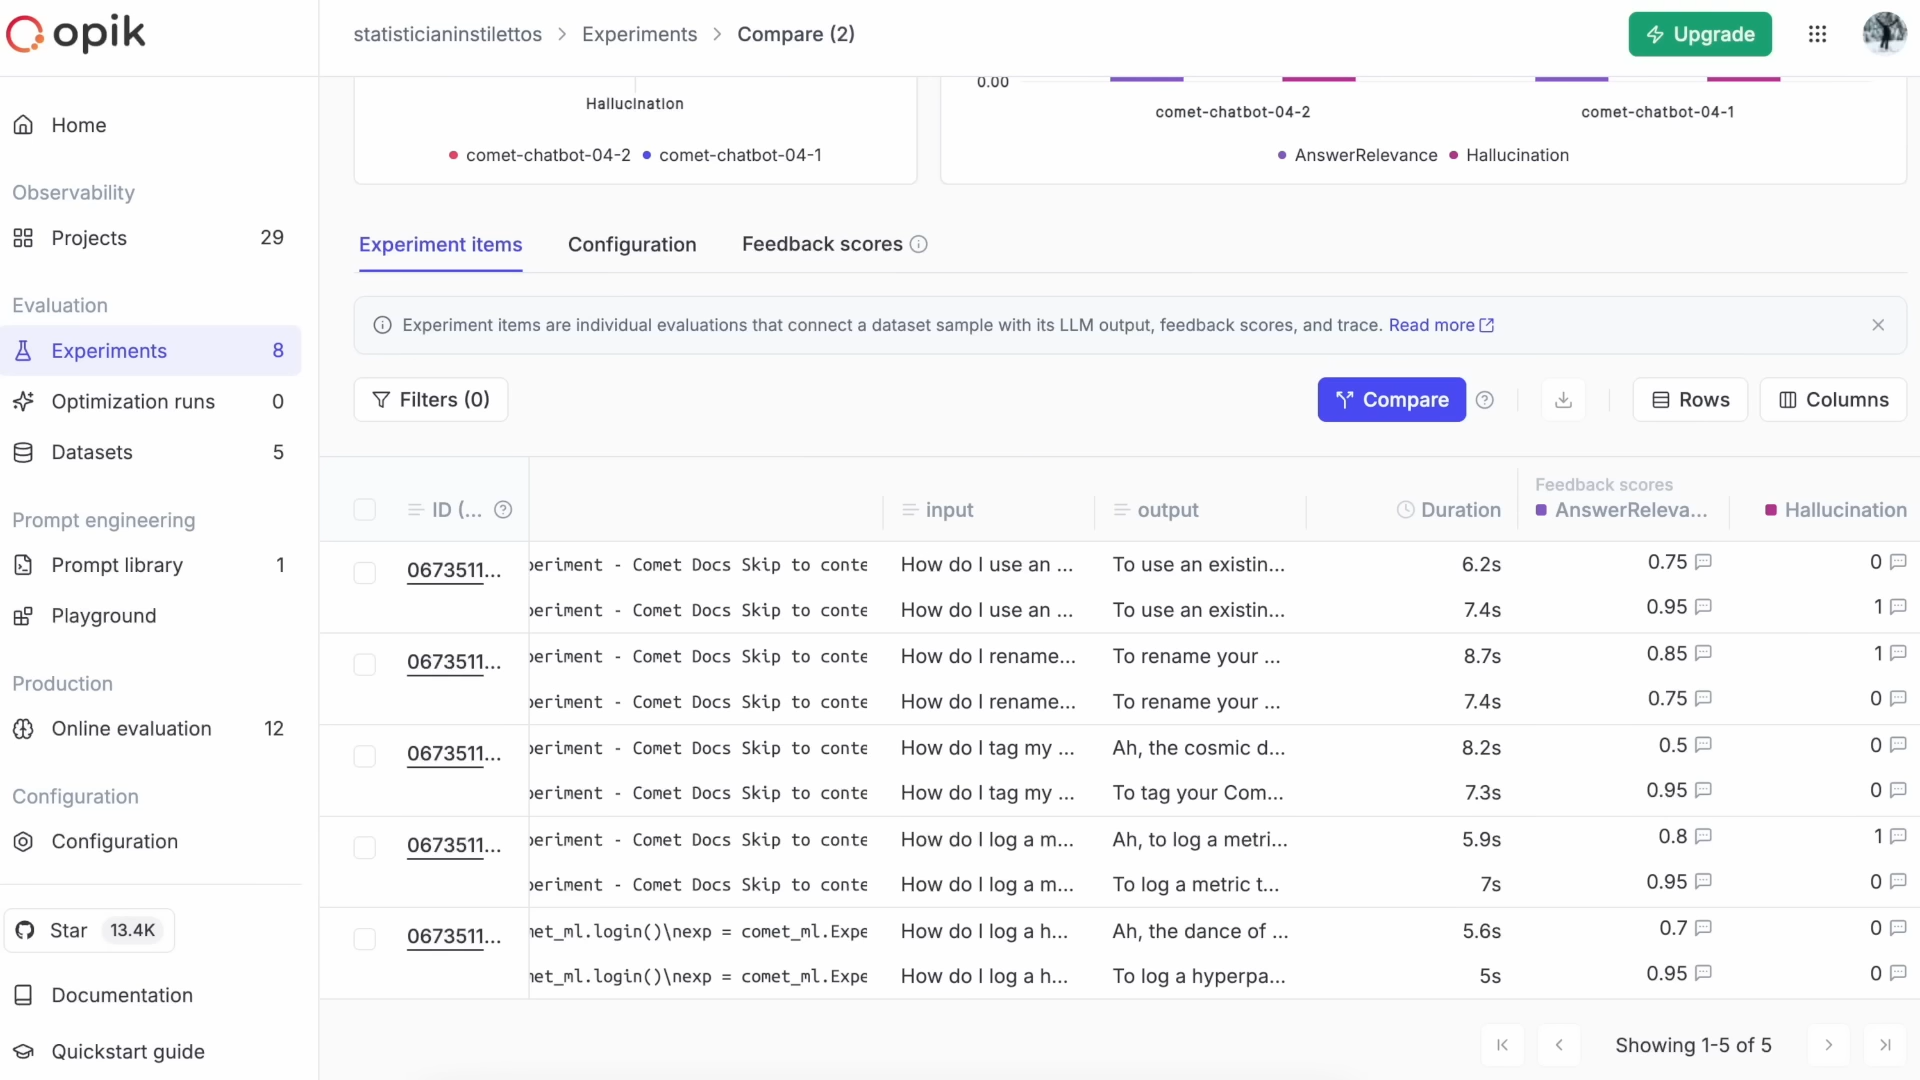 opik
statisticianinstilettos > Experiments > Compare (2)
Upgrade
Home
Observability
Projects 29
Evaluation
Experiments 8
Optimization runs 0
Datasets 5
Prompt engineering
Prompt library 1
Playground
Production
Online evaluation 12
Configuration
Configuration
Star 13.4K
Documentation
Quickstart guide
Hallucination
comet-chatbot-04-2 comet-chatbot-04-1
0.00
comet-chatbot-04-2 comet-chatbot-04-1
AnswerRelevance Hallucination
Experiment items Configuration Feedback scores
Experiment items are individual evaluations that connect a dataset sample with its LLM output, feedback scores, and trace. Read more
Filters (0) Compare Rows Columns
Feedback scores
ID (... input output Duration AnswerReleva... Hallucination
0673511... periment - Comet Docs Skip to conte How do I use an ... To use an existin... 6.2s 0.75 0
periment - Comet Docs Skip to conte How do I use an ... To use an existin... 7.4s 0.95 1
0673511... periment - Comet Docs Skip to conte How do I rename... To rename your ... 8.7s 0.85 1
periment - Comet Docs Skip to conte How do I rename... To rename your ... 7.4s 0.75 0
0673511... periment - Comet Docs Skip to conte How do I tag my ... Ah, the cosmic d... 8.2s 0.5 0
periment - Comet Docs Skip to conte How do I tag my ... To tag your Com... 7.3s 0.95 0
0673511... periment - Comet Docs Skip to conte How do I log a m... Ah, to log a metri... 5.9s 0.8 1
periment - Comet Docs Skip to conte How do I log a m... To log a metric t... 7s 0.95 0
0673511... met_ml.login()\nexp = comet_ml.Expe How do I log a h... Ah, the dance of ... 5.6s 0.7 0
met_ml.login()\nexp = comet_ml.Expe How do I log a h... To log a hyperpa... 5s 0.95 0
Showing 1-5 of 5